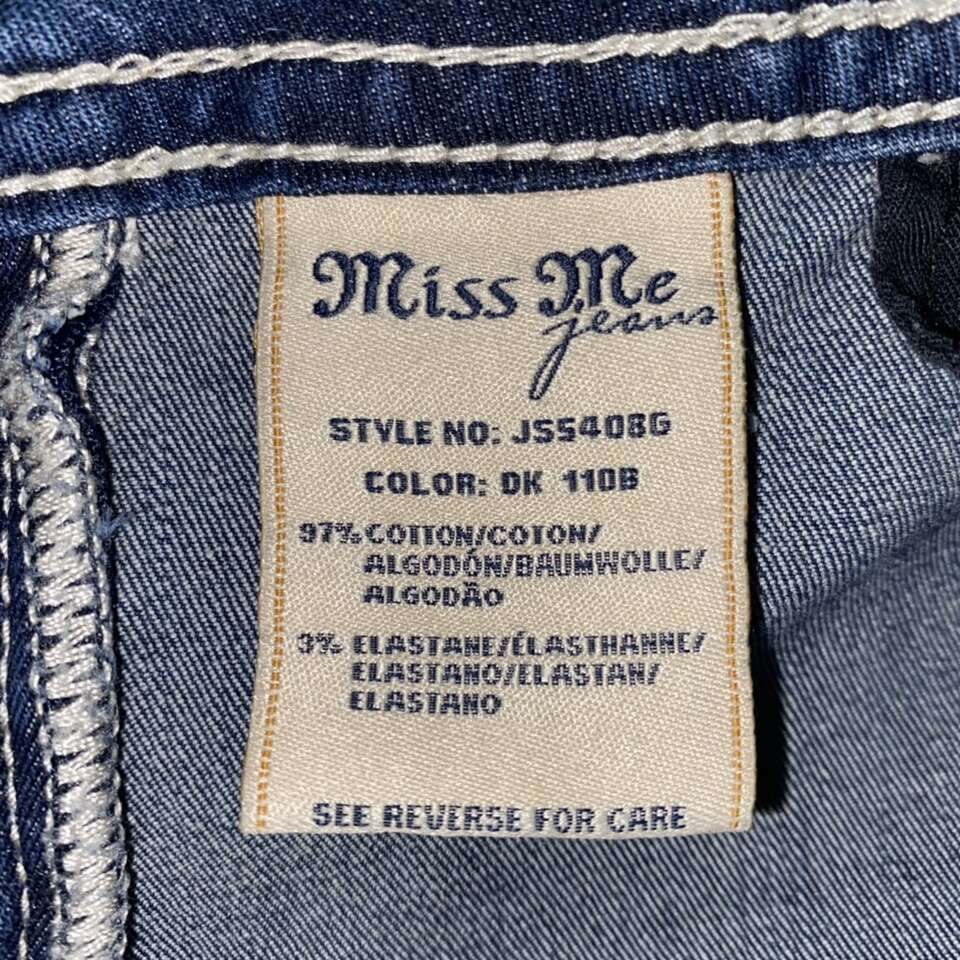 Miss Me
jeans
STYLE NO: JS5408G
COLOR: DK 110B
97% COTTON/COTON/
ALGODÓN/BAUMWOLLE/
ALGODÃO
3% ELASTANE/ÉLASTHANNE/
ELASTANO/ELASTAN/
ELASTANO
SEE REVERSE FOR CARE